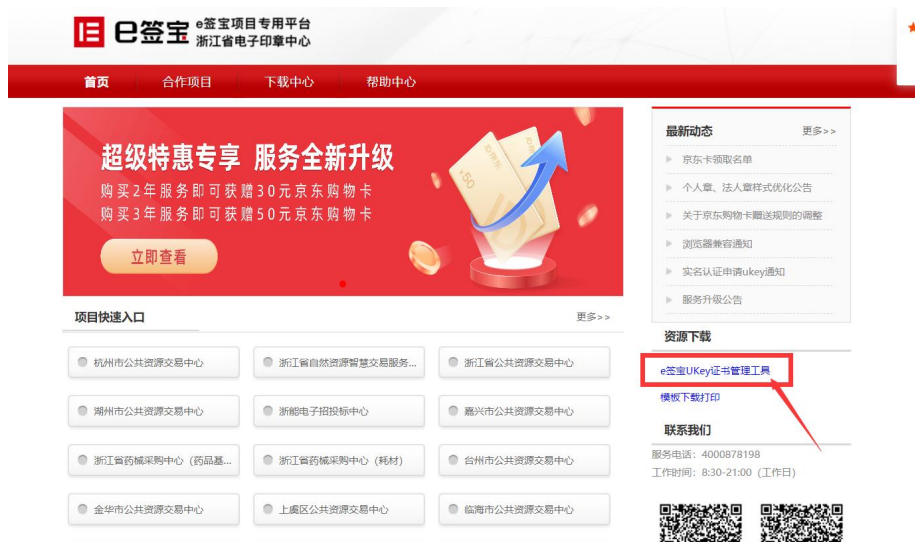 e签宝 e签宝项目专用平台
浙江省电子印章中心
首页 合作项目 下载中心 帮助中心
超级特惠专享 服务全新升级
购买2年服务即可获赠30元京东购物卡
购买3年服务即可获赠50元京东购物卡
立即查看
最新动态 更多>>
京东卡领取名单
个人章、法人章样式优化公告
关于京东购物卡赠送规则的调整
浏览器兼容通知
实名认证申请ukey通知
服务升级公告
项目快速入口 更多>>
杭州市公共资源交易中心 浙江省自然资源智慧交易服务... 浙江省公共资源交易中心
湖州市公共资源交易中心 浙能电子招投标中心 嘉兴市公共资源交易中心
浙江省药械采购中心（药品基... 浙江省药械采购中心（耗材） 台州市公共资源交易中心
金华市公共资源交易中心 上虞区公共资源交易中心 临海市公共资源交易中心
资源下载
e签宝UKey证书管理工具
模板下载打印
联系我们
服务电话：4000878198
工作时间：8:30-21:00（工作日）